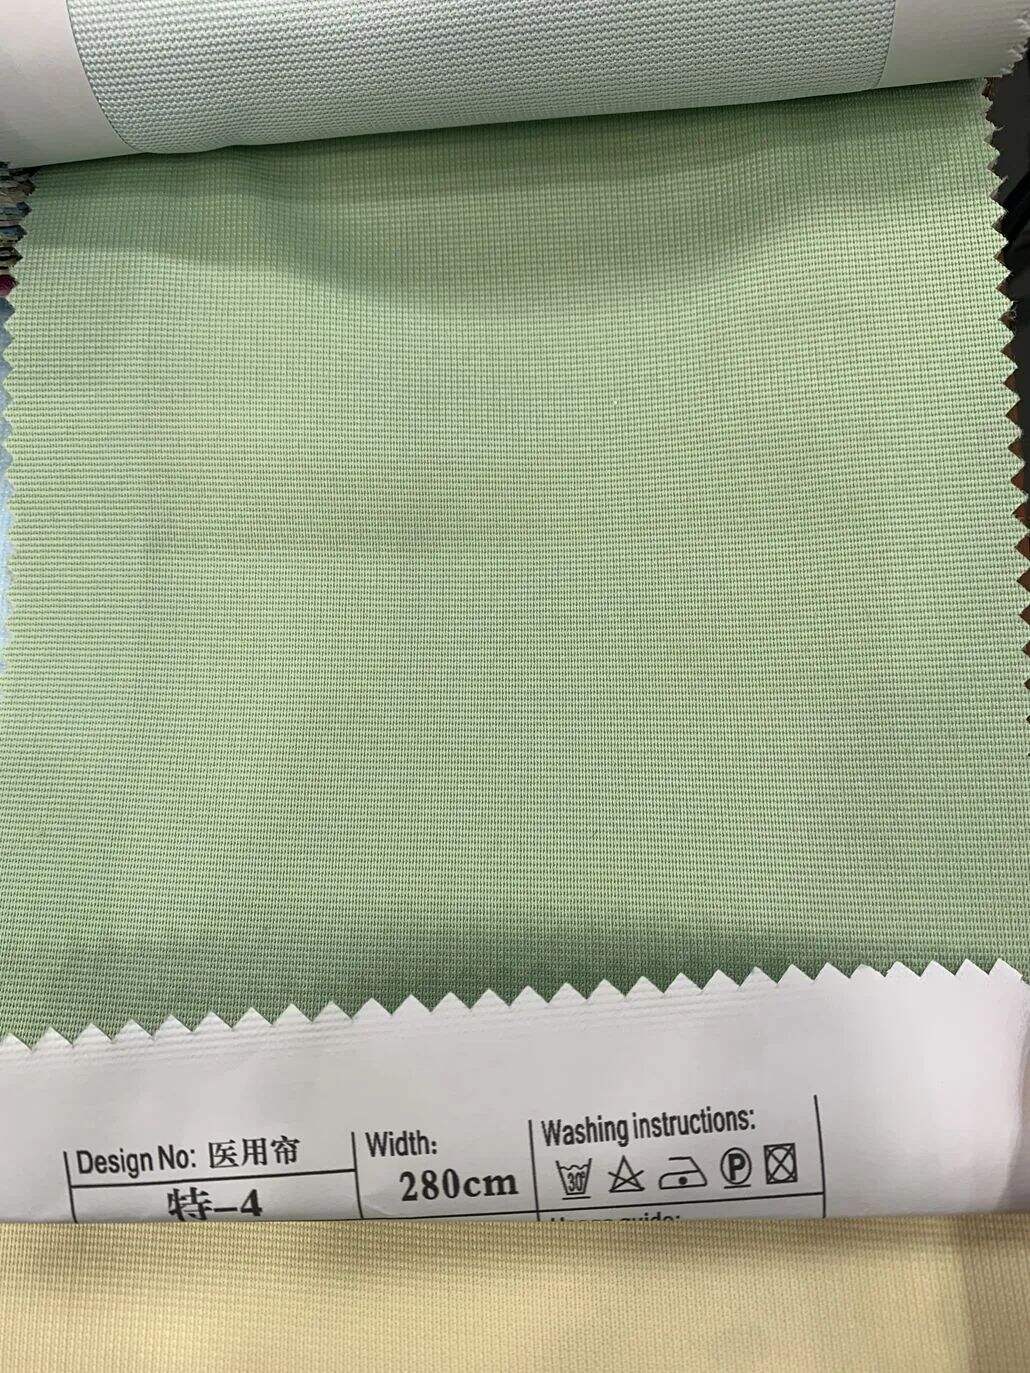 Design No: 医用帘
特-4
Width:
280cm
Washing instructions:
30°
P